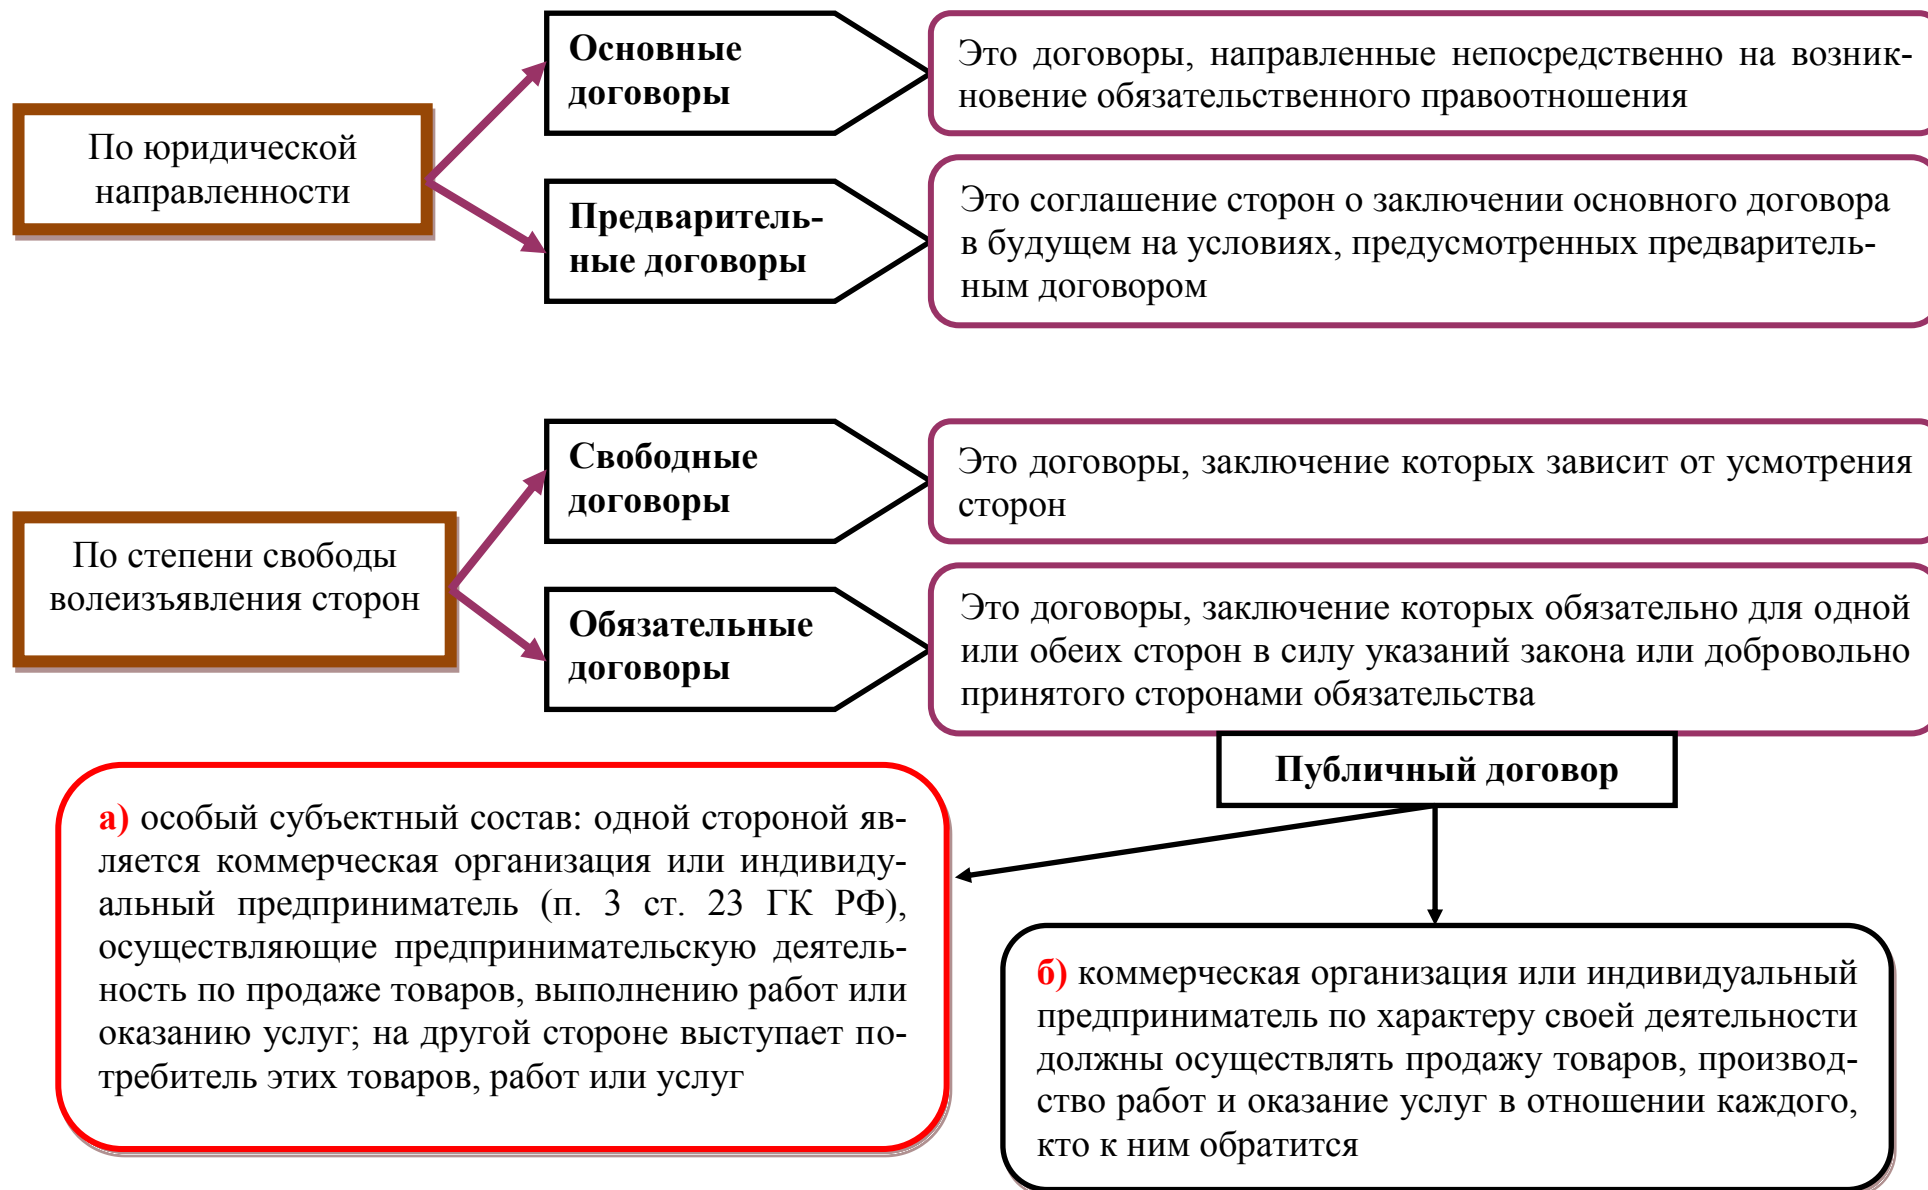 По юридической
направленности
Основные
договоры
Это договоры, направленные непосредственно на возник-
новение обязательственного правоотношения
Предваритель-
ные договоры
Это соглашение сторон о заключении основного договора
в будущем на условиях, предусмотренных предваритель-
ным договором
По степени свободы
волеизъявления сторон
Свободные
договоры
Это договоры, заключение которых зависит от усмотрения
сторон
Обязательные
договоры
Это договоры, заключение которых обязательно для одной
или обеих сторон в силу указаний закона или добровольно
принятого сторонами обязательства
Публичный договор
а) особый субъектный состав: одной стороной яв-
ляется коммерческая организация или индивиду-
альный предприниматель (п. 3 ст. 23 ГК РФ),
осуществляющие предпринимательскую деятель-
ность по продаже товаров, выполнению работ или
оказанию услуг; на другой стороне выступает по-
требитель этих товаров, работ или услуг
б) коммерческая организация или индивидуальный
предприниматель по характеру своей деятельности
должны осуществлять продажу товаров, производ-
ство работ и оказание услуг в отношении каждого,
кто к ним обратится